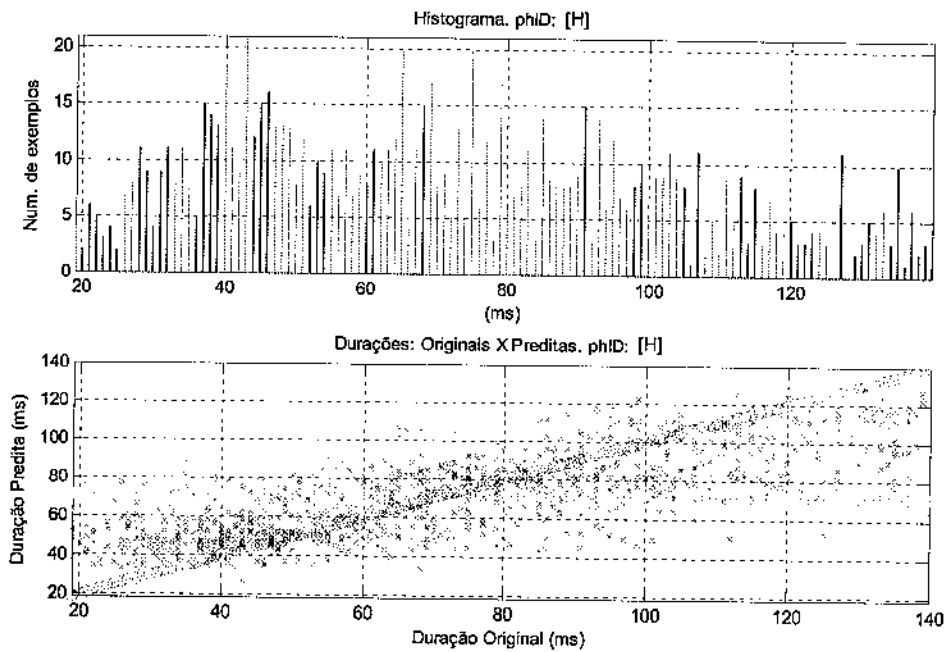 Histograma. phID: [H]
Num. de exemplos
20
15
10
5
0
20 40 60 80 100 120
(ms)
Durações: Originais X Preditas. phID: [H]
Duração Predita (ms)
140
120
100
80
60
40
20
20 40 60 80 100 120 140
Duração Original (ms)